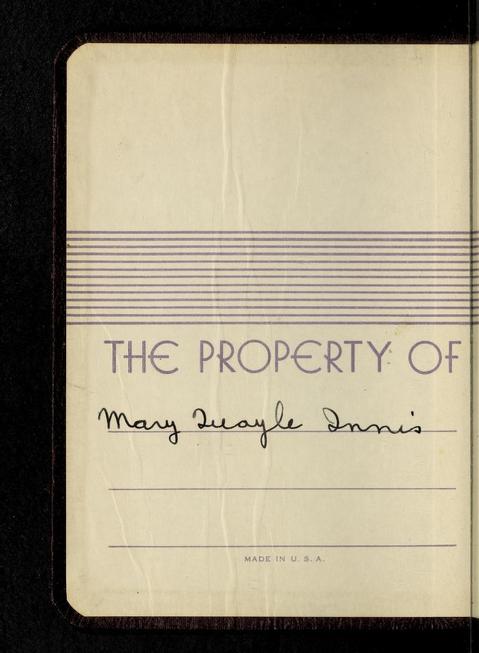 THE PROPERTY OF
Mary Quayle Innis
MADE IN U. S. A.